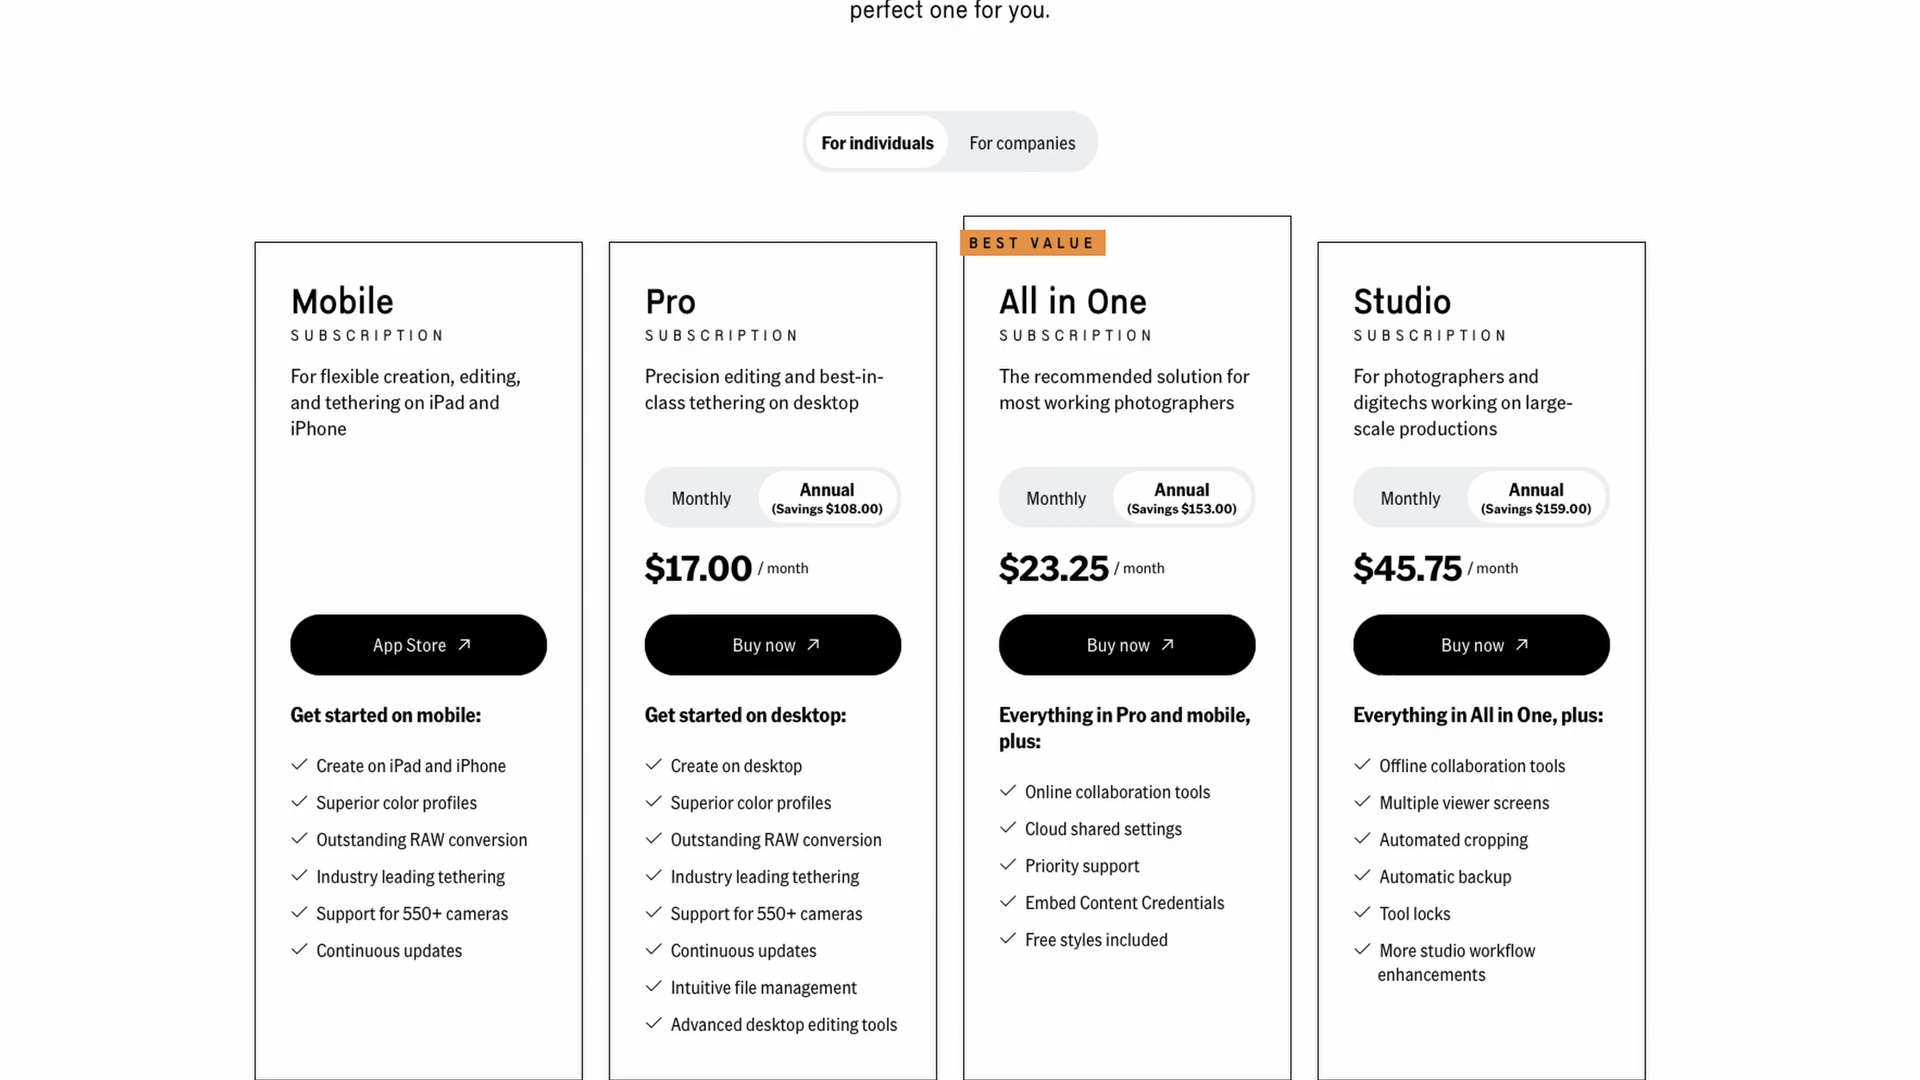 perfect one for you.
For individuals
For companies
Mobile
SUBSCRIPTION
For flexible creation, editing,
and tethering on iPad and
iPhone
App Store
Get started on mobile:
Create on iPad and iPhone
Superior color profiles
Outstanding RAW conversion
Industry leading tethering
Support for 550+ cameras
Continuous updates
Pro
SUBSCRIPTION
Precision editing and best-in-
class tethering on desktop
Monthly
Annual
(Savings $108.00)
$17.00 / month
Buy now
Get started on desktop:
Create on desktop
Superior color profiles
Outstanding RAW conversion
Industry leading tethering
Support for 550+ cameras
Continuous updates
Intuitive file management
Advanced desktop editing tools
BEST VALUE
All in One
SUBSCRIPTION
The recommended solution for
most working photographers
Monthly
Annual
(Savings $153.00)
$23.25 / month
Buy now
Everything in Pro and mobile,
plus:
Online collaboration tools
Cloud shared settings
Priority support
Embed Content Credentials
Free styles included
Studio
SUBSCRIPTION
For photographers and
digitechs working on large-
scale productions
Monthly
Annual
(Savings $159.00)
$45.75 / month
Buy now
Everything in All in One, plus:
Offline collaboration tools
Multiple viewer screens
Automated cropping
Automatic backup
Tool locks
More studio workflow
enhancements